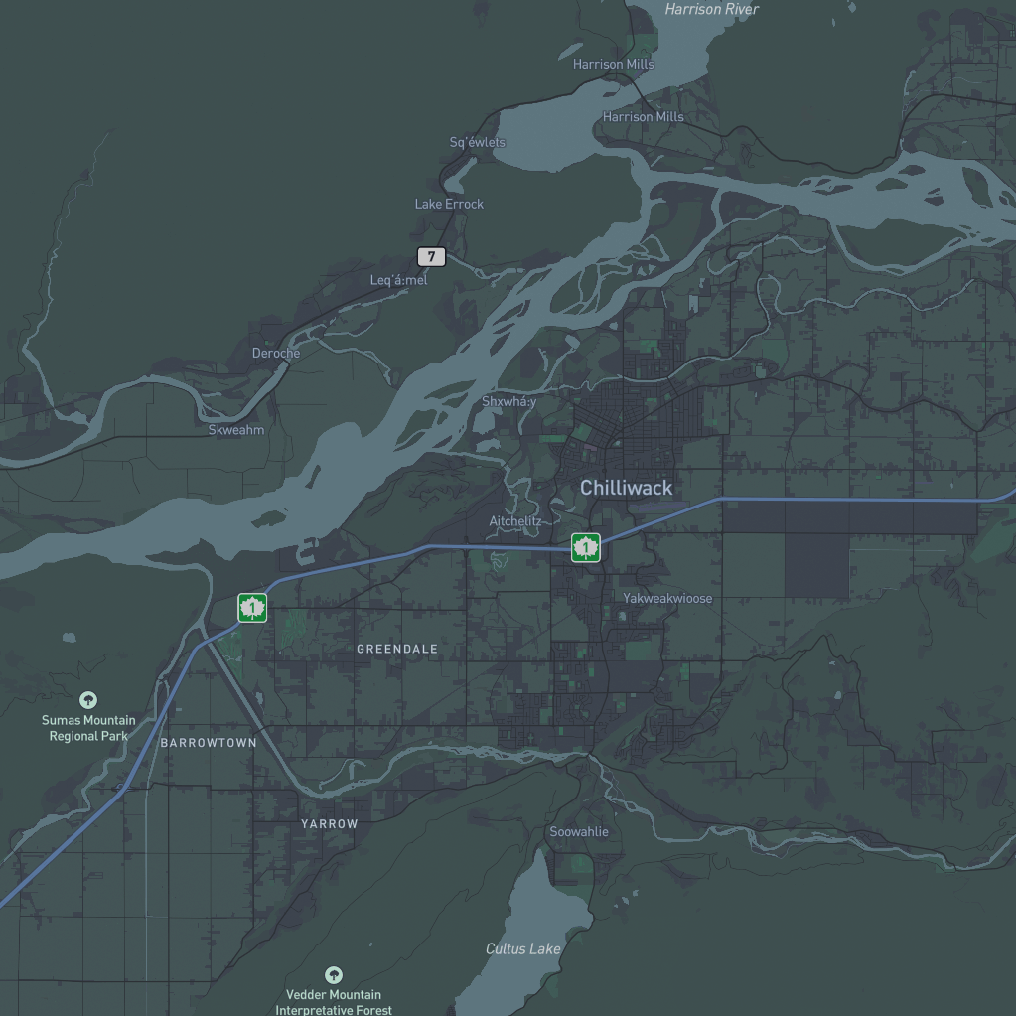 Harrison River
Harrison Mills
Harrison Mills
Sq'éwlets
Lake Errock
7
Leq'á:mel
Deroche
Shxwhá:y
Skweahm
Chilliwack
Aitchelitz
1
Yakweakwioose
1
GREENDALE
Sumas Mountain
Regional Park
BARROWTOWN
YARROW
Soowahlie
Cultus Lake
Vedder Mountain
Interpretative Forest